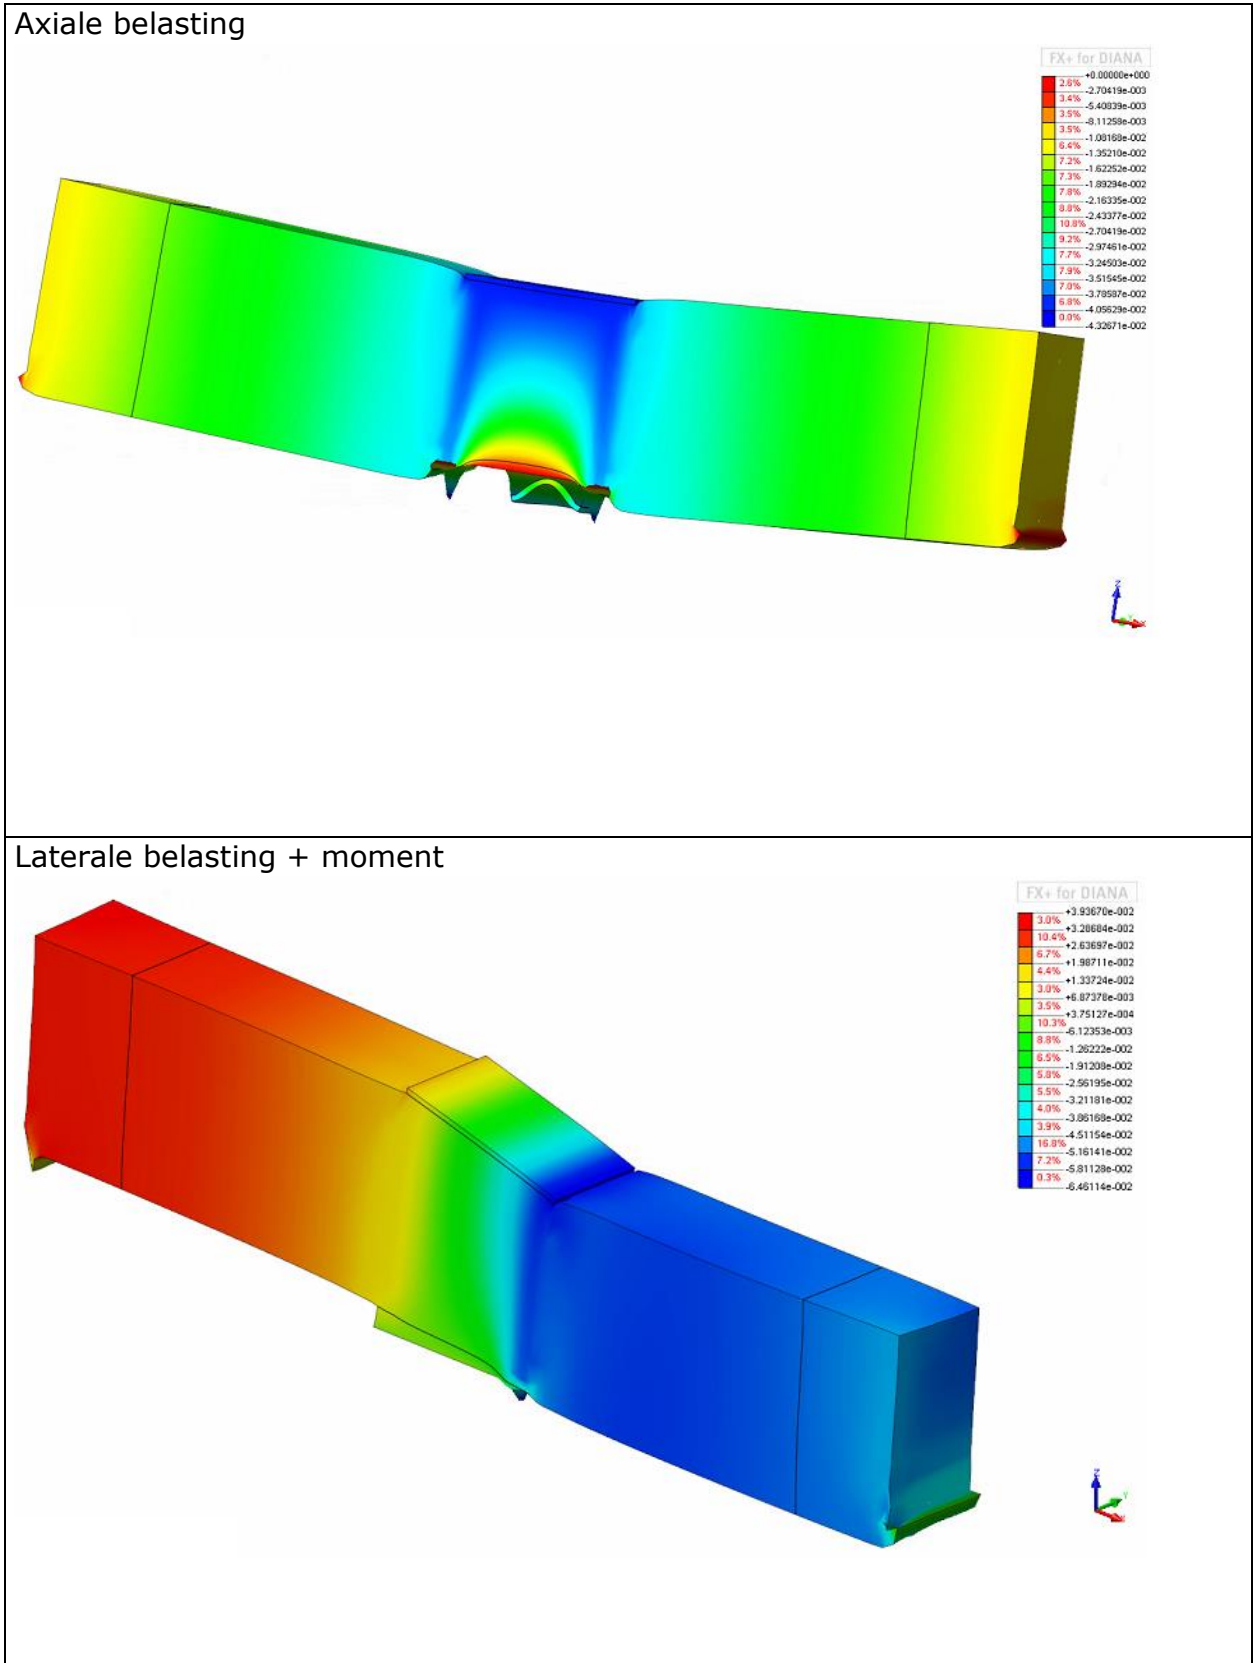 Axiale belasting
FX+ for DIANA
+0.00000e+000
2.6%
-2.70419e-003
3.4%
-5.40839e-003
3.5%
-8.11258e-003
3.5%
-1.08168e-002
6.4%
-1.35210e-002
7.2%
-1.62252e-002
7.3%
-1.89294e-002
7.8%
-2.16335e-002
8.8%
-2.43377e-002
10.8%
-2.70419e-002
9.2%
-2.97461e-002
7.7%
-3.24503e-002
7.9%
-3.51545e-002
7.0%
-3.78587e-002
6.8%
-4.05629e-002
0.0%
-4.32671e-002
Z
Laterale belasting + moment
FX+ for DIANA
+3.93670e-002
3.0%
+3.28684e-002
10.4%
+2.63697e-002
6.7%
+1.98711e-002
4.4%
+1.33724e-002
3.0%
+6.87378e-003
3.5%
+3.75127e-004
10.3%
-6.12353e-003
8.8%
-1.26222e-002
6.5%
-1.91208e-002
5.8%
-2.56195e-002
5.5%
-3.21181e-002
4.0%
-3.86168e-002
3.9%
-4.51154e-002
16.8%
-5.16141e-002
7.2%
-5.81128e-002
0.3%
-6.46114e-002
Z
Y